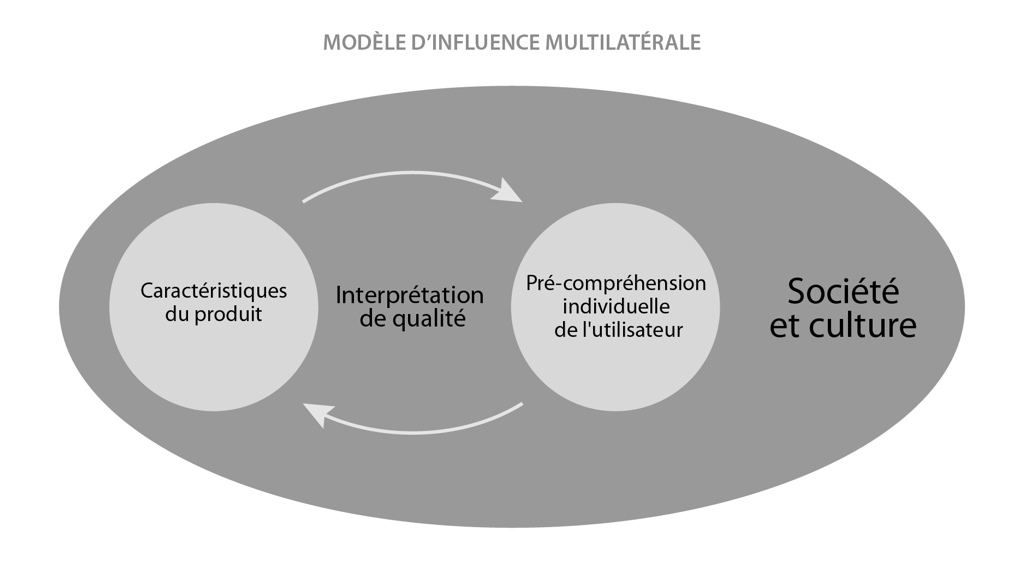 MODÈLE D’INFLUENCE MULTILATÉRALE
Caractéristiques
du produit
Interprétation
de qualité
Pré-compréhension
individuelle
de l'utilisateur
Société
et culture